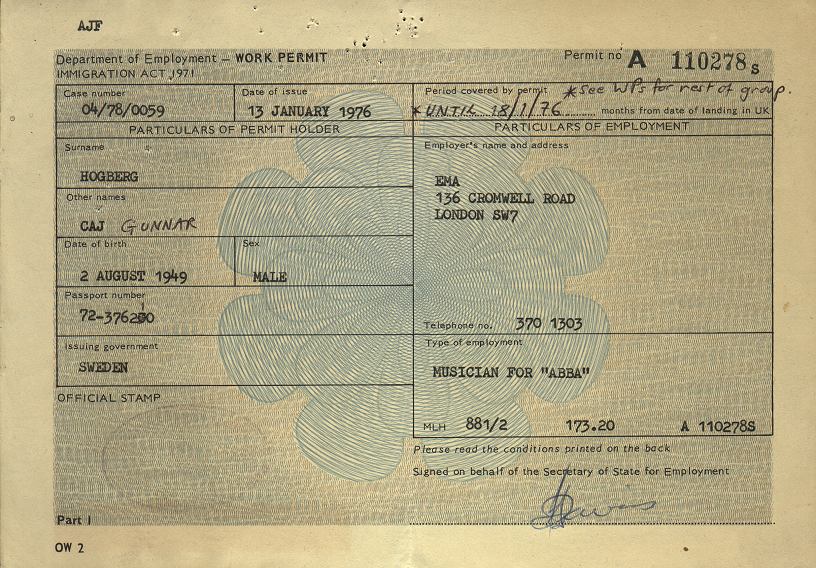 AJF
Department of Employment – WORK PERMIT
IMMIGRATION ACT 1971
Permit no A 110278 S
Case number
04/78/0059
Date of issue
13 JANUARY 1976
Period covered by permit *See WPs for rest of group.
* UNTIL 18/1/76 months from date of landing in UK
PARTICULARS OF PERMIT HOLDER
Surname
HOGBERG
Other names
CAJ GUNNAR
Date of birth
2 AUGUST 1949
Sex
MALE
Passport number
72-376230
Issuing government
SWEDEN
OFFICIAL STAMP
PARTICULARS OF EMPLOYMENT
Employer's name and address
EMA
136 CROMWELL ROAD
LONDON SW7
Telephone no. 370 1303
Type of employment
MUSICIAN FOR "ABBA"
MLH 881/2 173.20 A 110278S
Please read the conditions printed on the back
Signed on behalf of the Secretary of State for Employment
Part I
OW 2